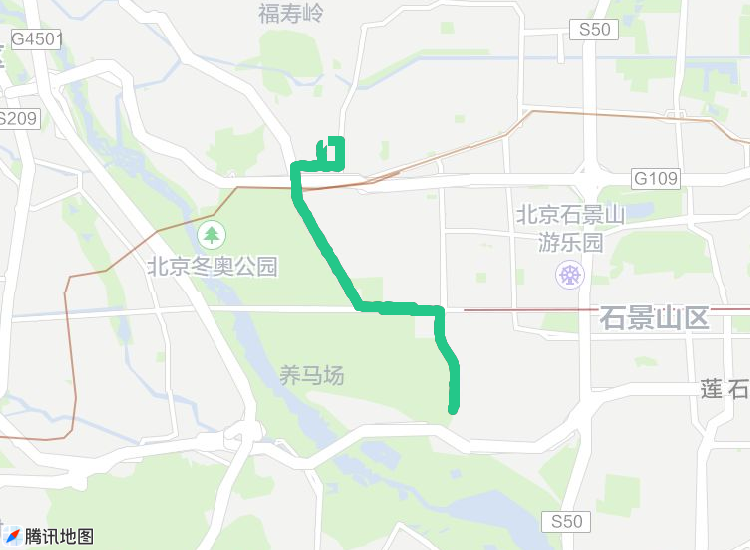 福寿岭
S50
G4501
S209
G109
北京石景山
游乐园
北京冬奥公园
石景山区
养马场
莲石
S50
腾讯地图